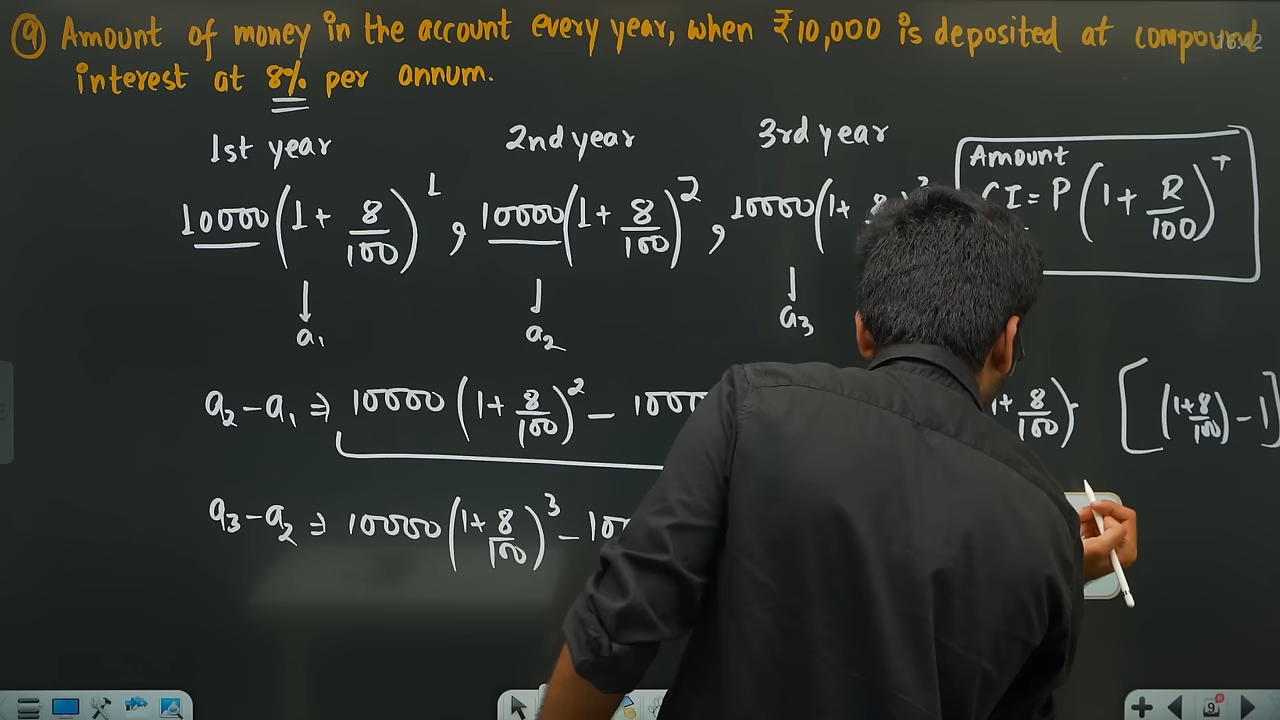 9 Amount of money in the account every year, when ₹10,000 is deposited at compound
interest at 8% per annum.
1st year 2nd year 3rd year
10000(1+ 8/100)^1 , 10000(1+ 8/100)^2 , 10000(1+ 8
Amount
CI = P(1+ R/100)^T
↓ ↓ ↓
a₁ a₂ a₃
a₂-a₁ ⇒ 10000(1+ 8/100)^2 - 1000 1+ 8/100) [(1+8/100) - 1]
a₃-a₂ ⇒ 10000(1+ 8/100)^3 - 10
9